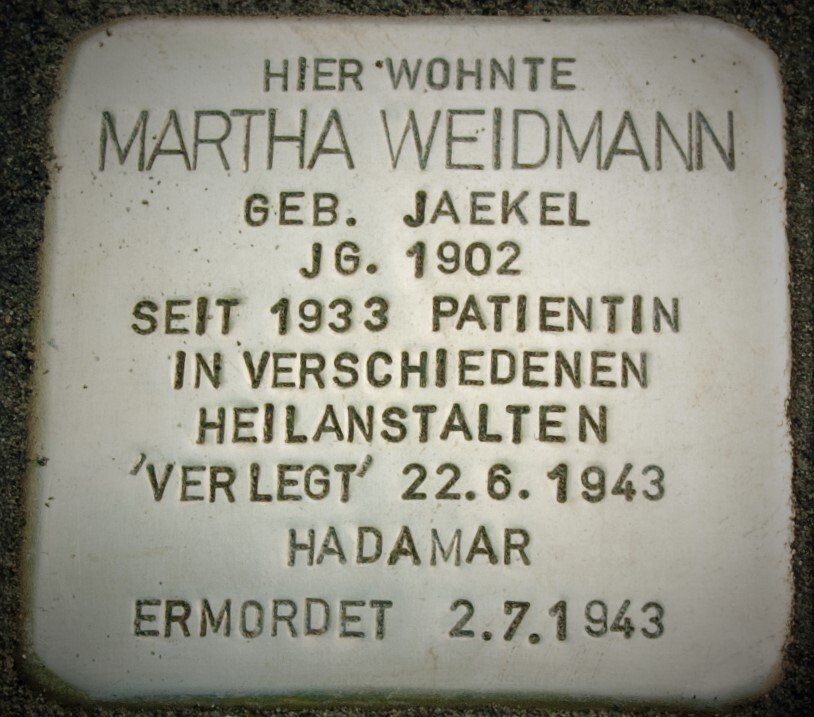 HIER WOHNTE
MARTHA WEIDMANN
GEB. JAEKEL
JG. 1902
SEIT 1933 PATIENTIN
IN VERSCHIEDENEN
HEILANSTALTEN
'VERLEGT' 22.6.1943
HADAMAR
ERMORDET 2.7.1943